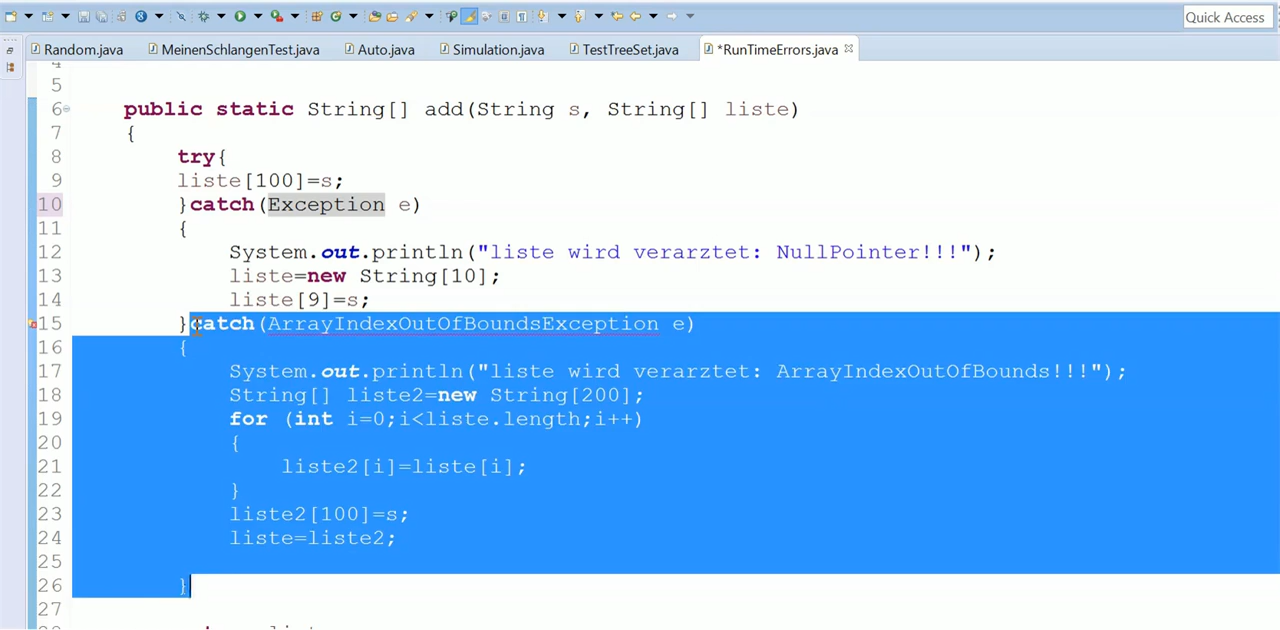 Quick Access
Random.java MeinenSchlangenTest.java Auto.java Simulation.java TestTreeSet.java *RunTimeErrors.java
5
6 public static String[] add(String s, String[] liste)
7 {
8 try{
9 liste[100]=s;
10 }catch(Exception e)
11 {
12 System.out.println("liste wird verarztet: NullPointer!!!");
13 liste=new String[10];
14 liste[9]=s;
15 }catch(ArrayIndexOutOfBoundsException e)
16 {
17 System.out.println("liste wird verarztet: ArrayIndexOutOfBounds!!!");
18 String[] liste2=new String[200];
19 for (int i=0;i<liste.length;i++)
20 {
21 liste2[i]=liste[i];
22 }
23 liste2[100]=s;
24 liste=liste2;
25
26 }
27